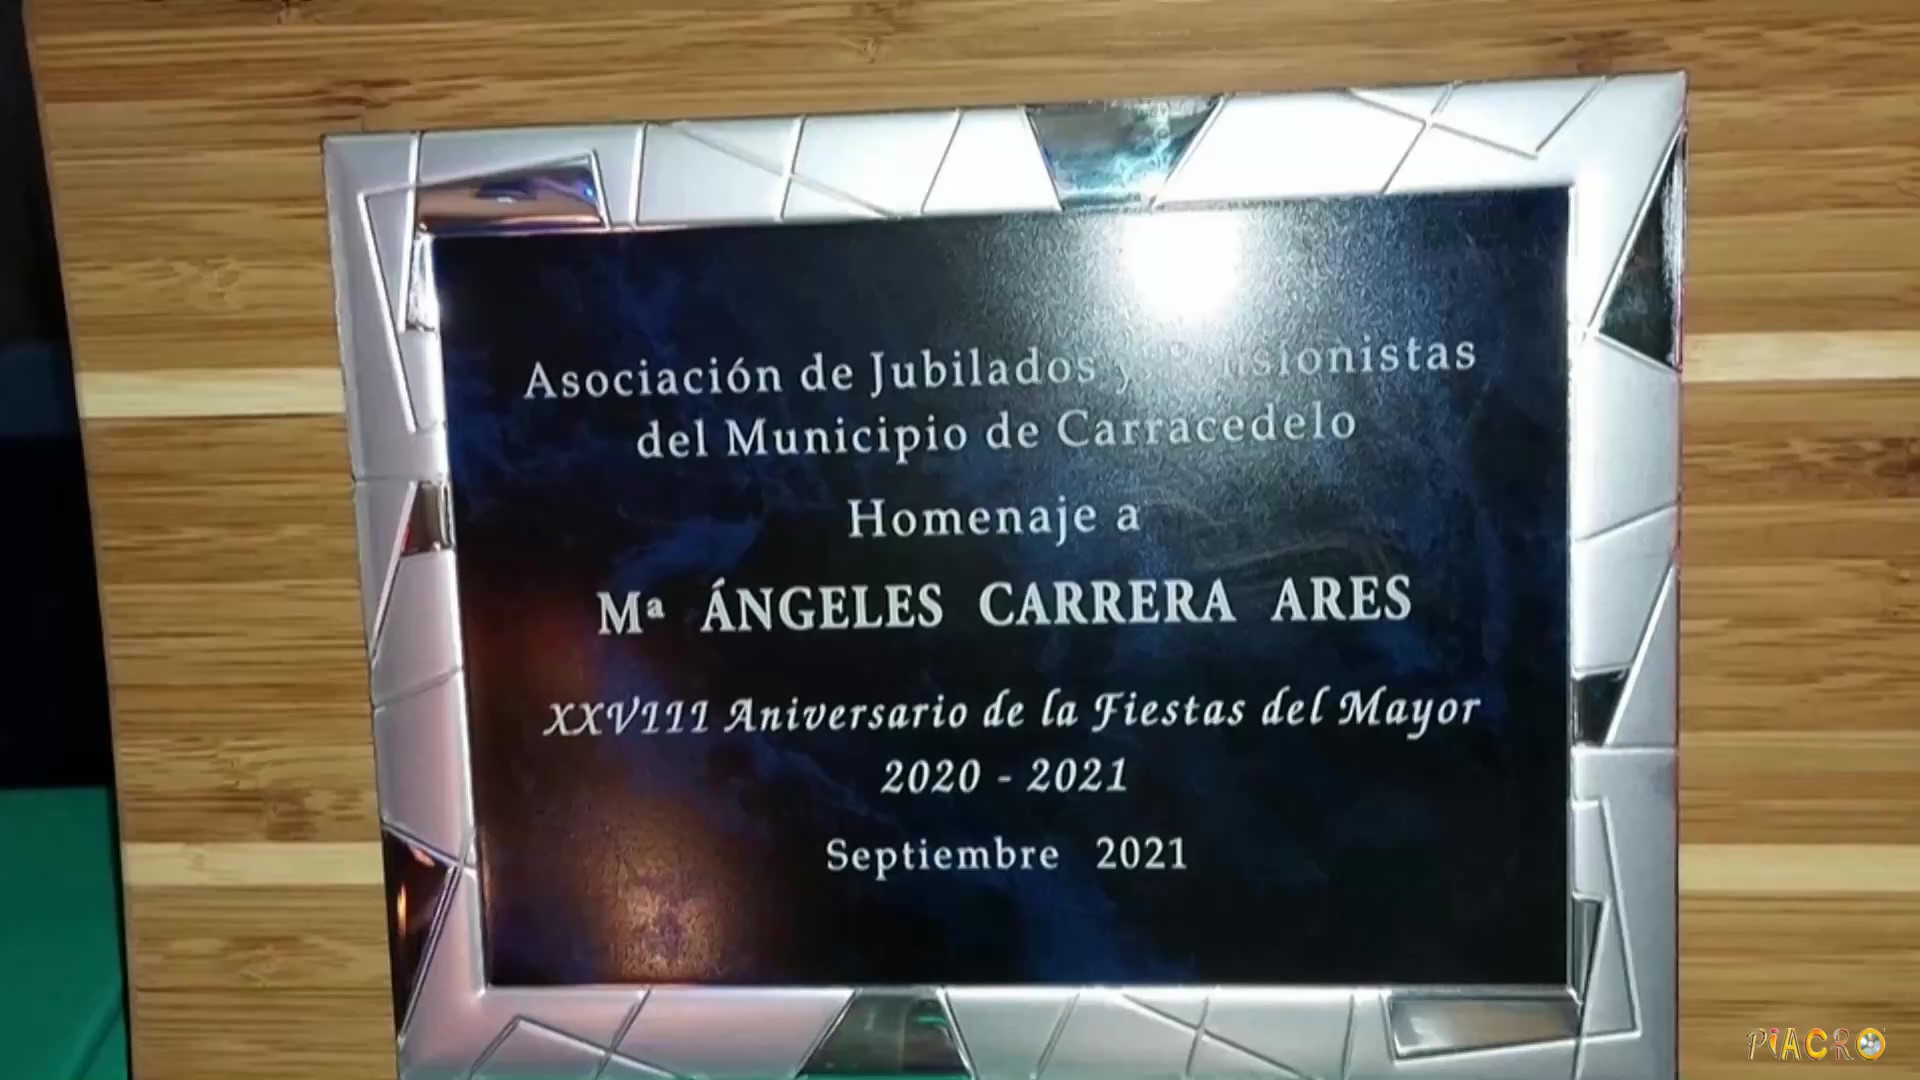 Asociación de Jubilados y Pensionistas
del Municipio de Carracedelo
Homenaje a
Mª ÁNGELES CARRERA ARES
XXVIII Aniversario de la Fiestas del Mayor
2020 - 2021
Septiembre 2021
PiACRO